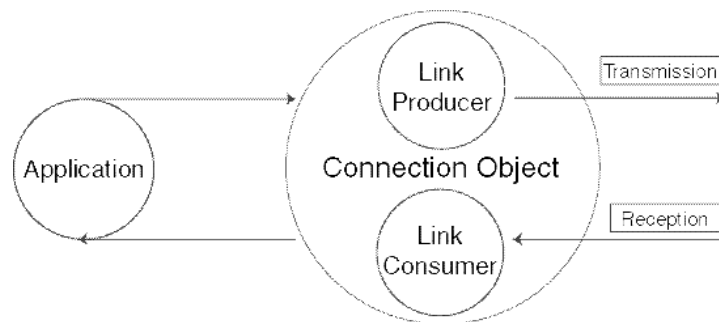 Link
Producer
Transmission
Application
Connection Object
Link
Consumer
Reception